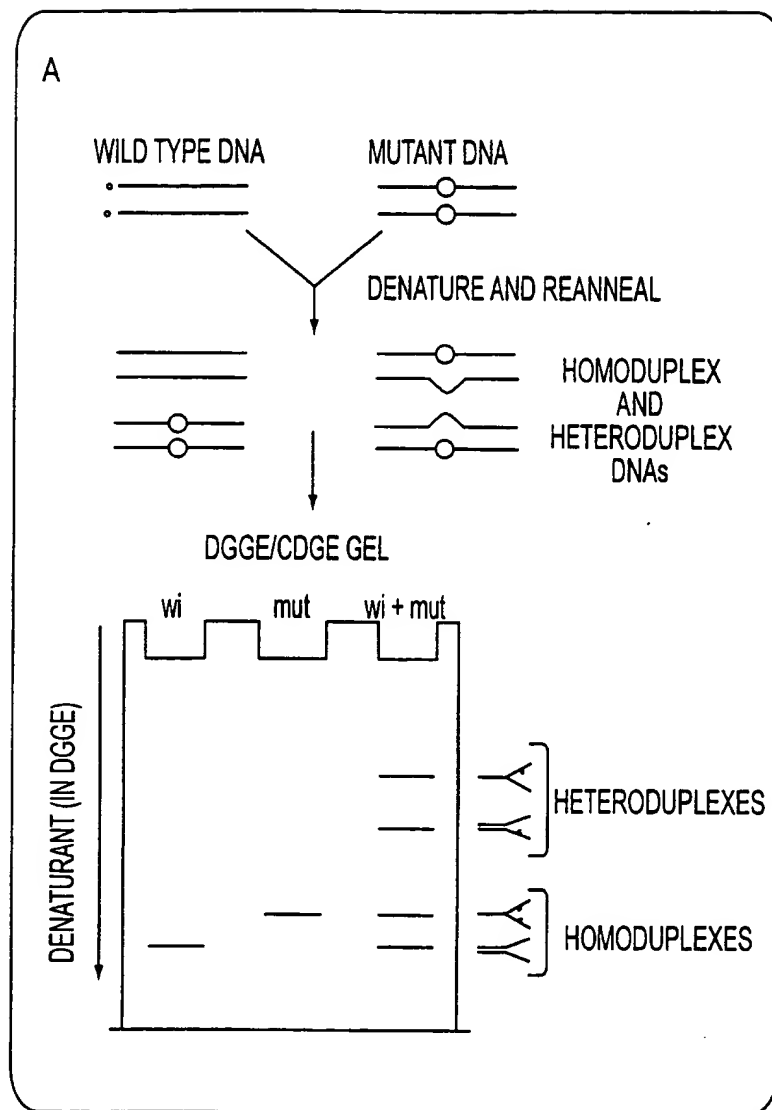 A
WILD TYPE DNA
MUTANT DNA
DENATURE AND REANNEAL
HOMODUPLEX
AND
HETERODUPLEX
DNAs
DGGE/CDGE GEL
wi
mut
wi + mut
DENATURANT (IN DGGE)
HETERODUPLEXES
HOMODUPLEXES